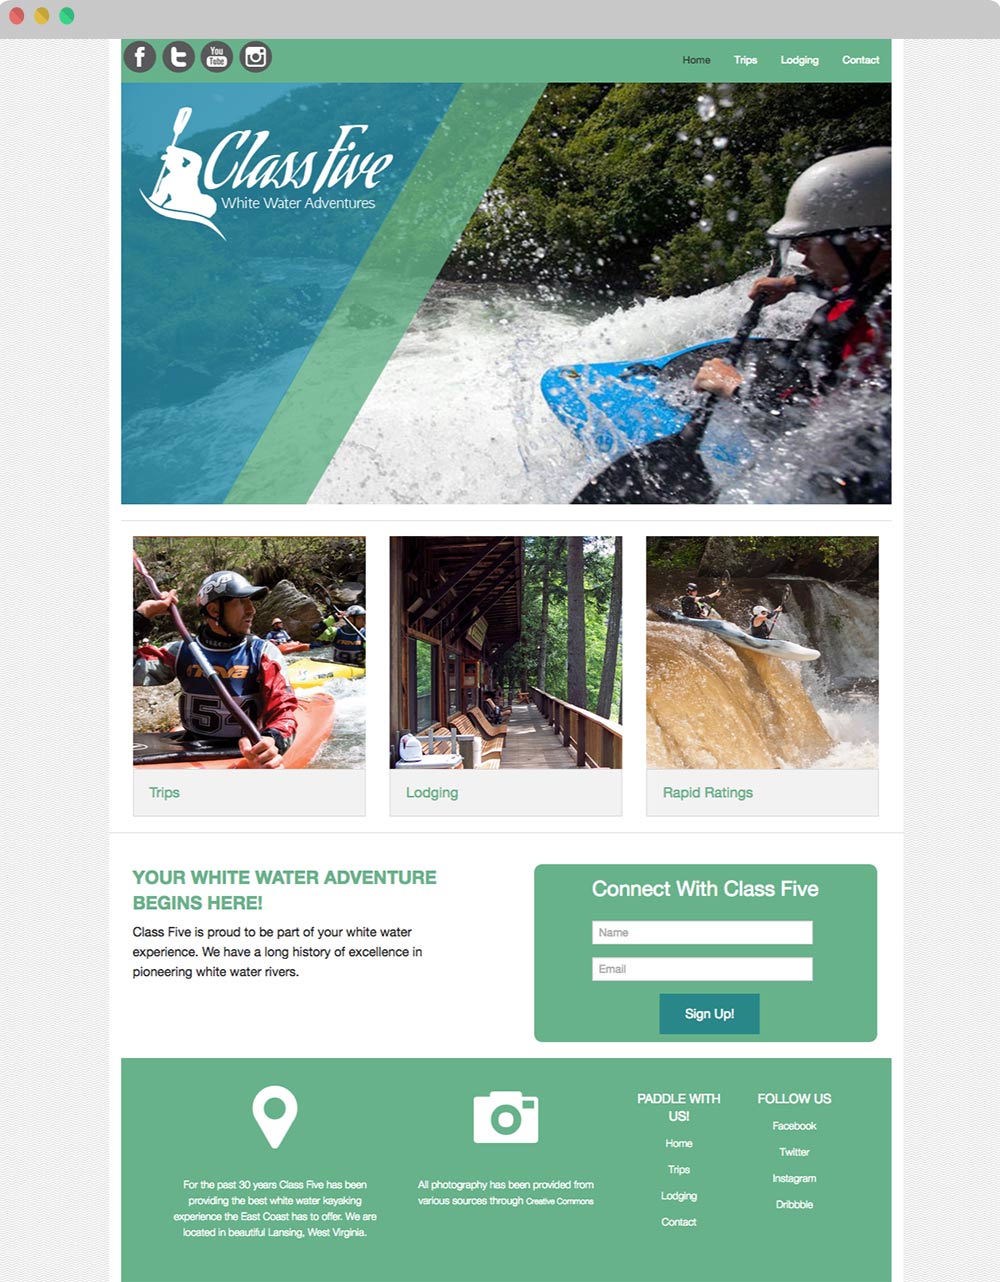 f t You Tube
Home Trips Lodging Contact
Class Five
White Water Adventures
teva
teva
154
Trips
Lodging
Rapid Ratings
YOUR WHITE WATER ADVENTURE
BEGINS HERE!
Class Five is proud to be part of your white water
experience. We have a long history of excellence in
pioneering white water rivers.
Connect With Class Five
Name
Email
Sign Up!
For the past 30 years Class Five has been
providing the best white water kayaking
experience the East Coast has to offer. We are
located in beautiful Lansing, West Virginia.
All photography has been provided from
various sources through Creative Commons
PADDLE WITH
US!
Home
Trips
Lodging
Contact
FOLLOW US
Facebook
Twitter
Instagram
Dribbble